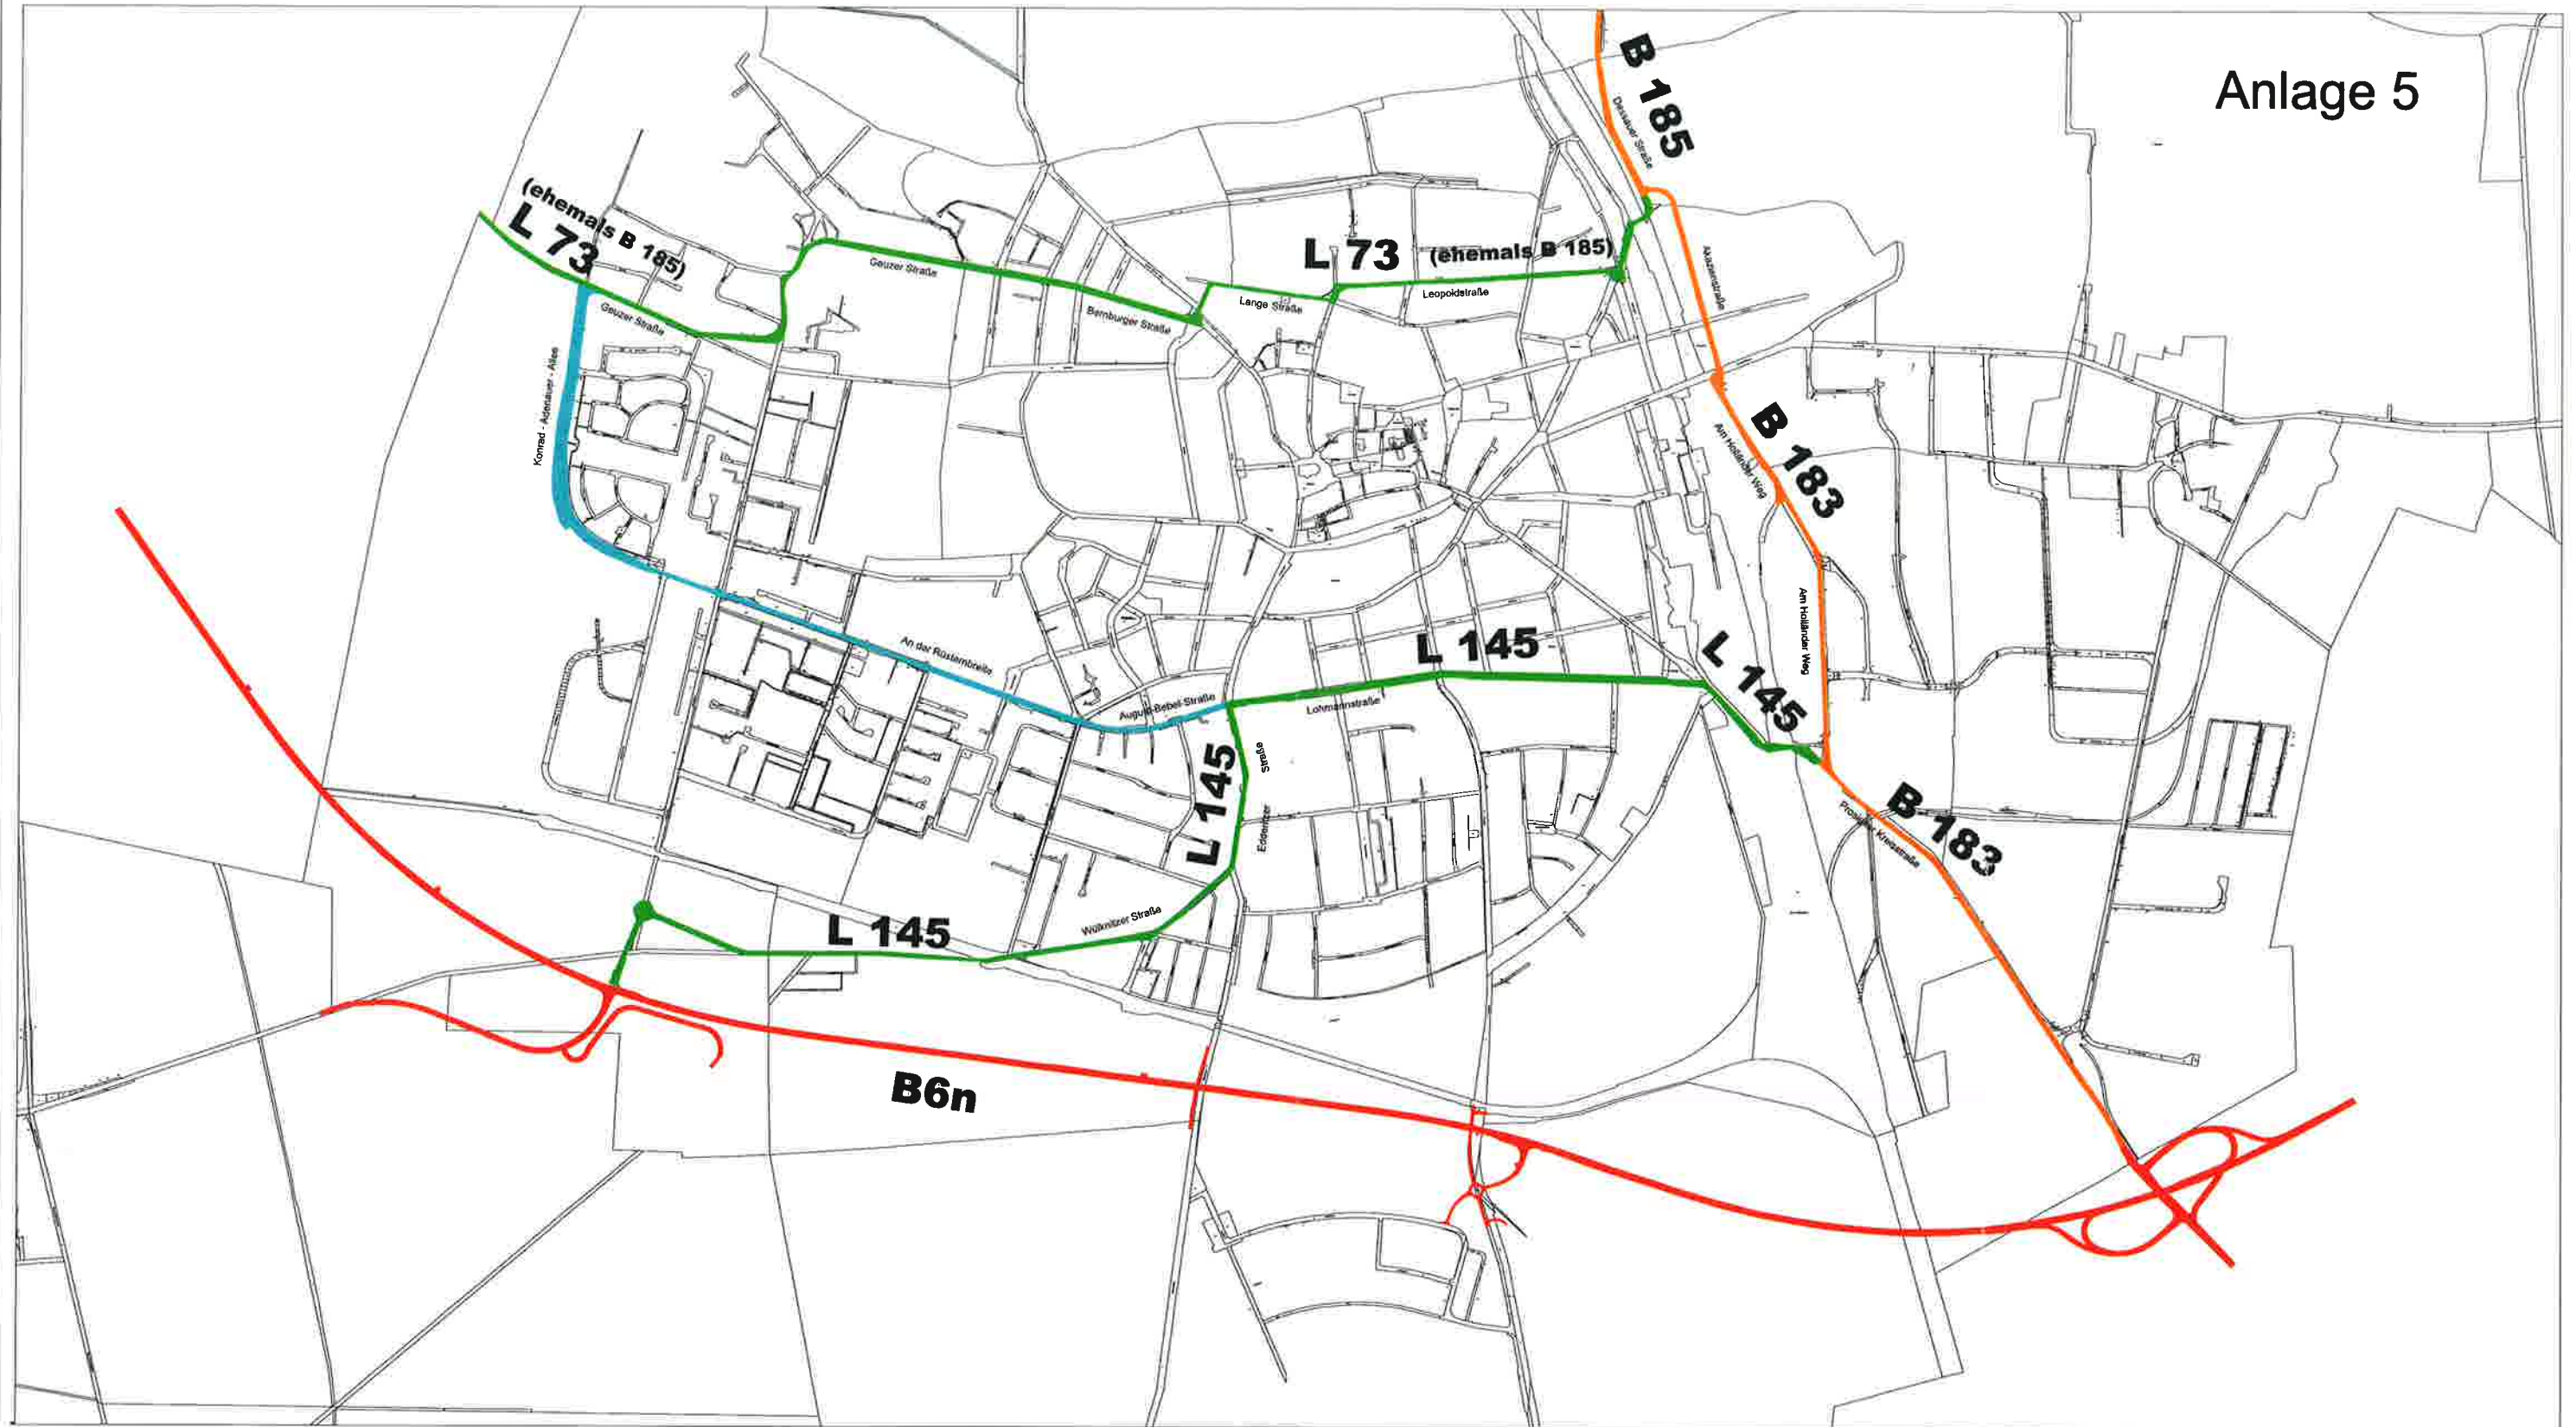 Anlage 5
B 185
Dessauer Straße
(ehemals B 185)
L 73
Geuzer Straße
Geuzer Straße
Bernburger Straße
Lange Straße
L 73 (ehemals B 185)
Leopoldstraße
Akazienstraße
Konrad - Adenauer - Allee
B 183
Am Holländer Weg
Am Holländer Weg
An der Rüsternbreite
August-Bebel-Straße
L 145
Lohmannstraße
L 145
L 145
Edderitzer Straße
B 183
Prosigker Kreisstraße
L 145
Wülknitzer Straße
B6n